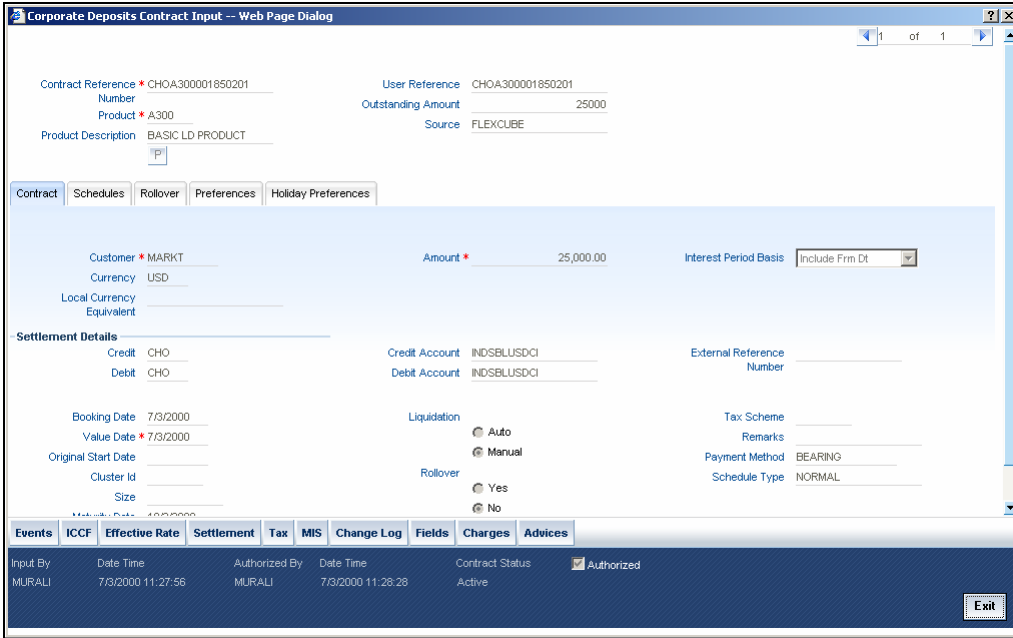 Corporate Deposits Contract Input -- Web Page Dialog
1 of 1
Contract Reference Number * CHOA300001850201
User Reference CHOA300001850201
Product * A300
Outstanding Amount 25000
Product Description BASIC LD PRODUCT
Source FLEXCUBE
P
Contract Schedules Rollover Preferences Holiday Preferences
Customer * MARKT Amount * 25,000.00 Interest Period Basis Include Frm Dt
Currency USD
Local Currency Equivalent
Settlement Details
Credit CHO Credit Account INDSBLUSDCI External Reference Number
Debit CHO Debit Account INDSBLUSDCI
Booking Date 7/3/2000 Liquidation Tax Scheme
Auto
Value Date * 7/3/2000 Remarks
Manual
Original Start Date Payment Method BEARING
Cluster Id Rollover Schedule Type NORMAL
Yes
Size
No
Maturity Date
Events ICCF Effective Rate Settlement Tax MIS Change Log Fields Charges Advices
Input By Date Time Authorized By Date Time Contract Status Authorized
MURALI 7/3/2000 11:27:56 MURALI 7/3/2000 11:28:28 Active
Exit